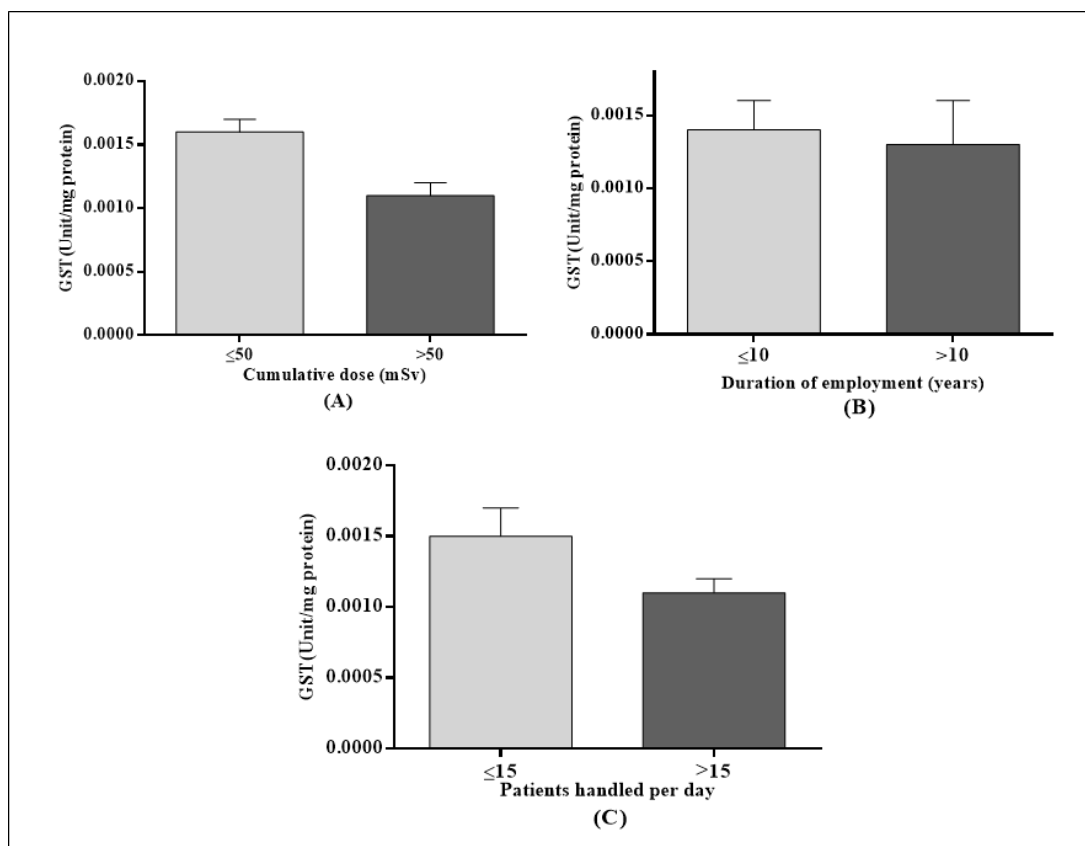 GST (Unit/mg protein)
0.0020
0.0015
0.0010
0.0005
0.0000
≤50
>50
Cumulative dose (mSv)
(A)
GST (Unit/mg protein)
0.0015
0.0010
0.0005
0.0000
≤10
>10
Duration of employment (years)
(B)
GST (Unit/mg protein)
0.0020
0.0015
0.0010
0.0005
0.0000
≤15
>15
Patients handled per day
(C)